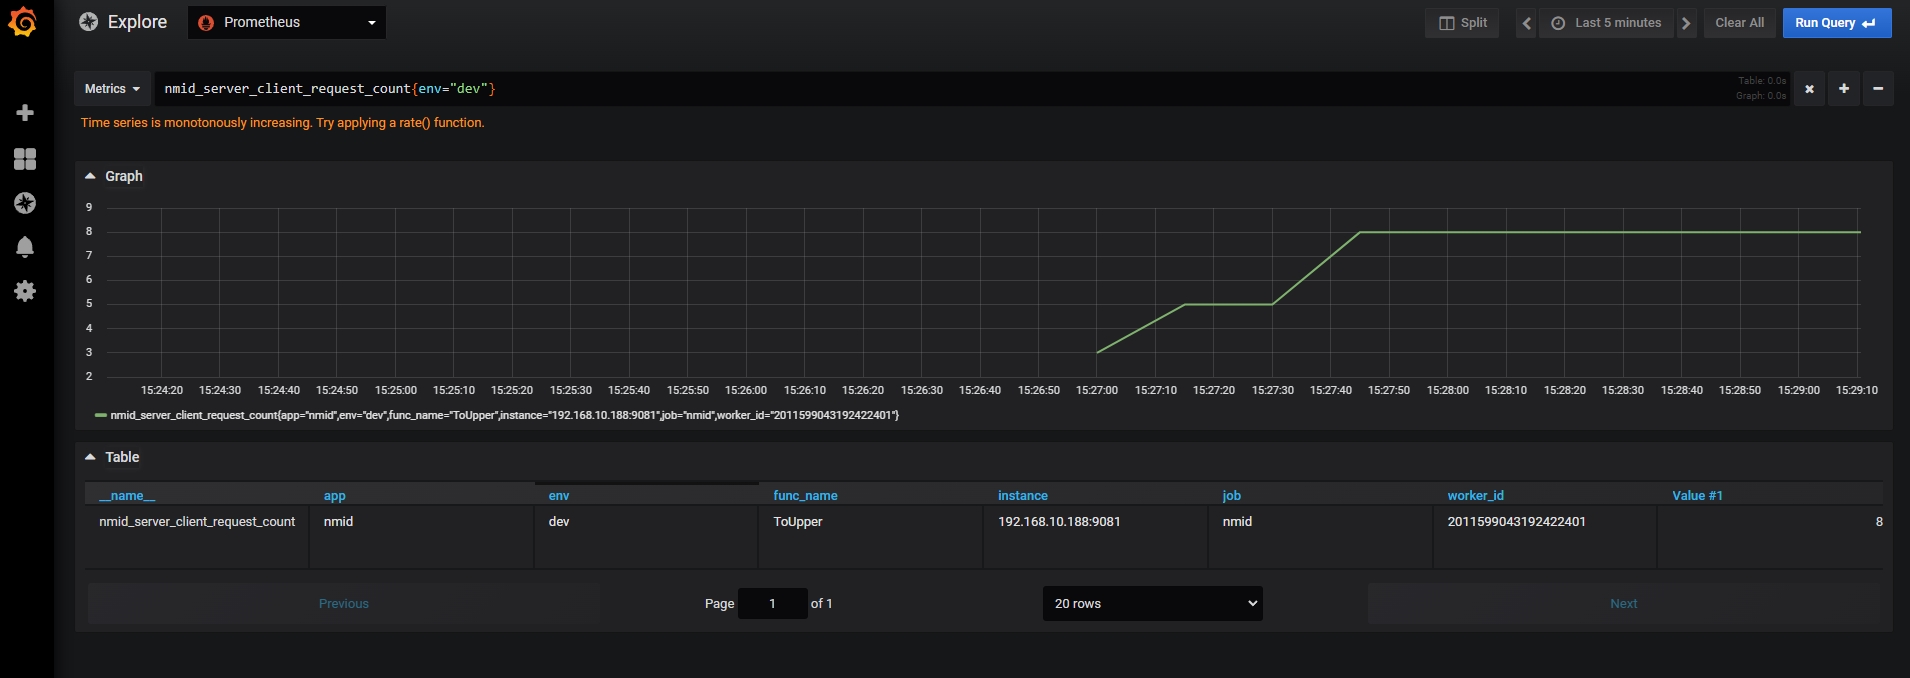 Explore Prometheus Split Last 5 minutes Clear All Run Query
Metrics nmid_server_client_request_count{env="dev"} Table: 0.0s
Graph: 0.0s
Time series is monotonously increasing. Try applying a rate() function.
Graph
9
8
7
6
5
4
3
2
15:24:20 15:24:30 15:24:40 15:24:50 15:25:00 15:25:10 15:25:20 15:25:30 15:25:40 15:25:50 15:26:00 15:26:10 15:26:20 15:26:30 15:26:40 15:26:50 15:27:00 15:27:10 15:27:20 15:27:30 15:27:40 15:27:50 15:28:00 15:28:10 15:28:20 15:28:30 15:28:40 15:28:50 15:29:00 15:29:10
nmid_server_client_request_count{app="nmid",env="dev",func_name="ToUpper",instance="192.168.10.188:9081",job="nmid",worker_id="2011599043192422401"}
Table
__name__ app env func_name instance job worker_id Value #1
nmid_server_client_request_count nmid dev ToUpper 192.168.10.188:9081 nmid 2011599043192422401 8
Previous Page 1 of 1 20 rows Next